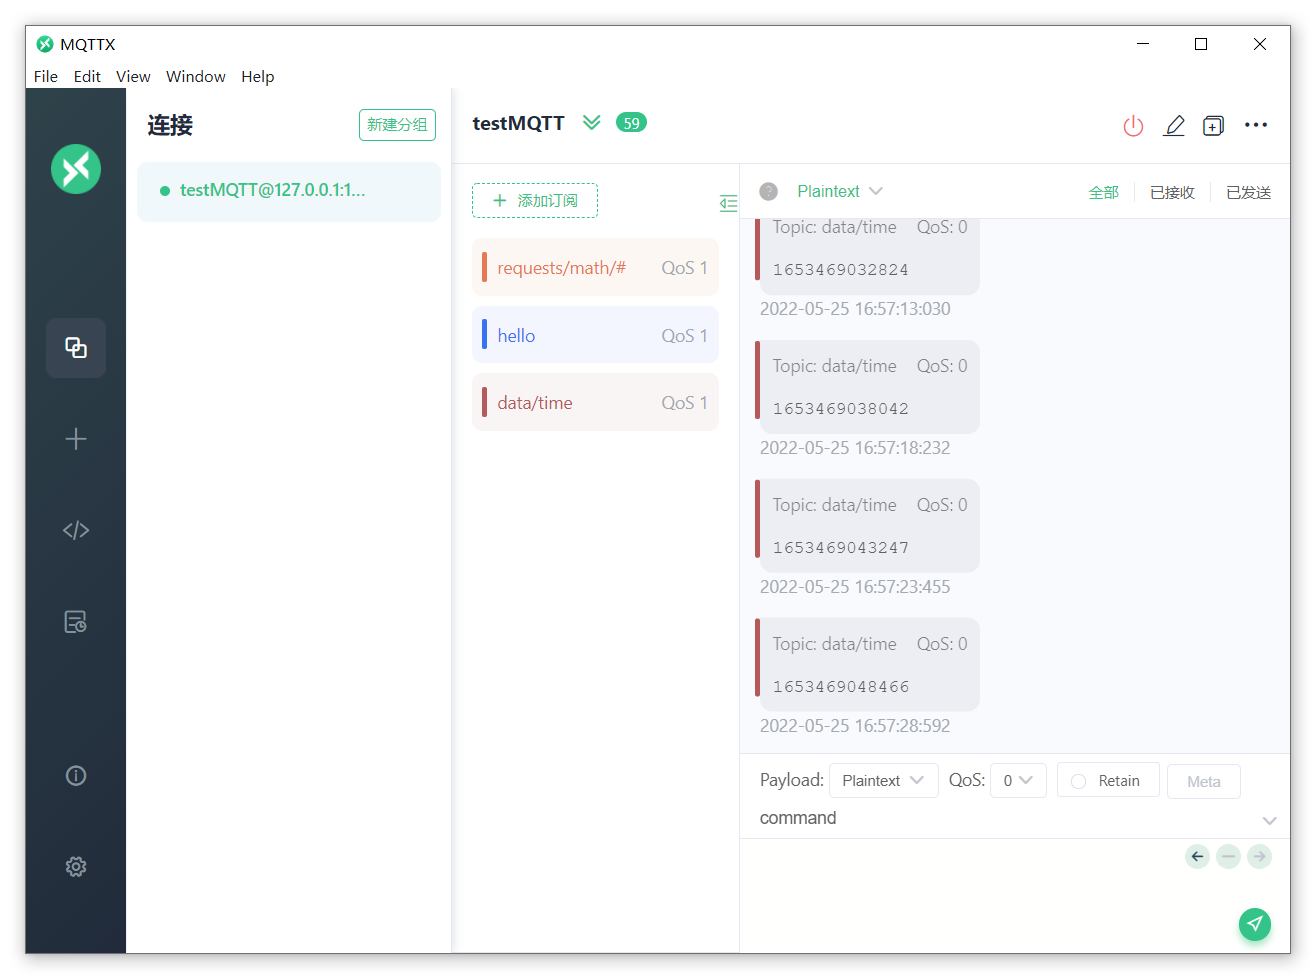 MQTTX
File Edit View Window Help
连接
新建分组
testMQTT@127.0.0.1:1...
testMQTT 59
添加订阅
requests/math/# QoS 1
hello QoS 1
data/time QoS 1
Plaintext
全部 已接收 已发送
Topic: data/time QoS: 0
1653469032824
2022-05-25 16:57:13:030
Topic: data/time QoS: 0
1653469038042
2022-05-25 16:57:18:232
Topic: data/time QoS: 0
1653469043247
2022-05-25 16:57:23:455
Topic: data/time QoS: 0
1653469048466
2022-05-25 16:57:28:592
Payload: Plaintext QoS: 0 Retain Meta
command